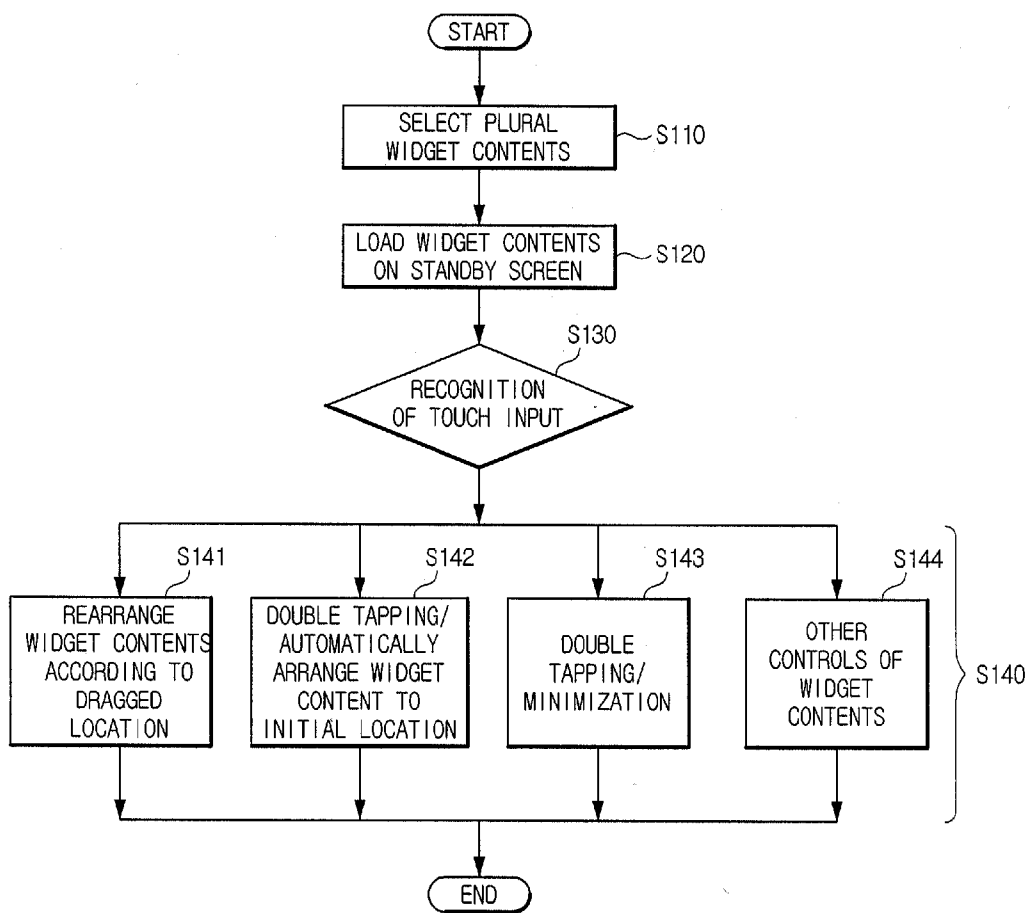 START
SELECT PLURAL
WIDGET CONTENTS
S110
LOAD WIDGET CONTENTS
ON STANDBY SCREEN
S120
S130
RECOGNITION
OF TOUCH INPUT
S141
REARRANGE
WIDGET CONTENTS
ACCORDING TO
DRAGGED
LOCATION
S142
DOUBLE TAPPING/
AUTOMATICALLY
ARRANGE WIDGET
CONTENT TO
INITIAL LOCATION
S143
DOUBLE
TAPPING/
MINIMIZATION
S144
OTHER
CONTROLS OF
WIDGET
CONTENTS
S140
END